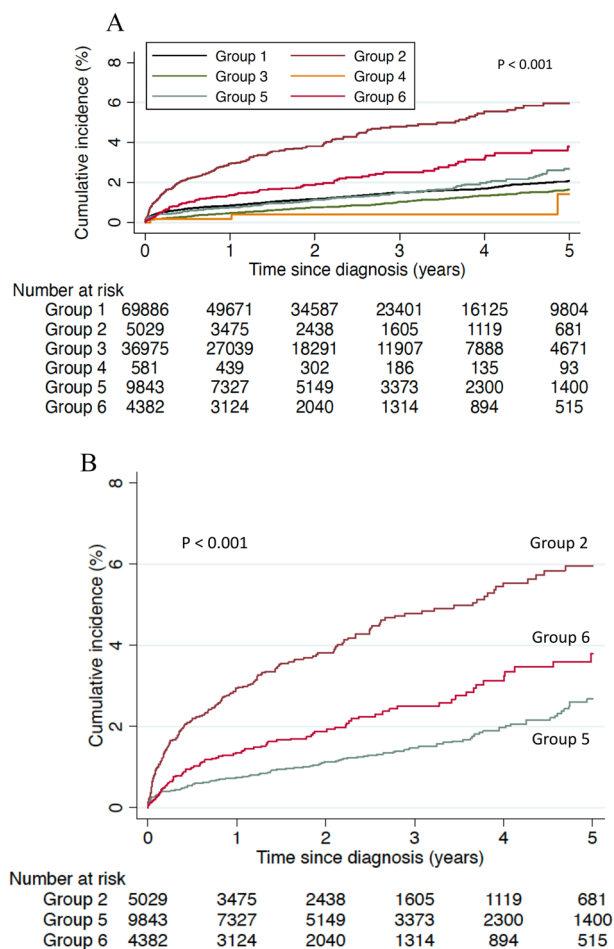 A
Group 1 Group 2
Group 3 Group 4
Group 5 Group 6
P < 0.001
Cumulative incidence (%)
8
6
4
2
0
0 1 2 3 4 5
Time since diagnosis (years)
Number at risk
Group 1 69886 49671 34587 23401 16125 9804
Group 2 5029 3475 2438 1605 1119 681
Group 3 36975 27039 18291 11907 7888 4671
Group 4 581 439 302 186 135 93
Group 5 9843 7327 5149 3373 2300 1400
Group 6 4382 3124 2040 1314 894 515
B
P < 0.001
Cumulative incidence (%)
8
6
4
2
0
Group 2
Group 6
Group 5
0 1 2 3 4 5
Time since diagnosis (years)
Number at risk
Group 2 5029 3475 2438 1605 1119 681
Group 5 9843 7327 5149 3373 2300 1400
Group 6 4382 3124 2040 1314 894 515